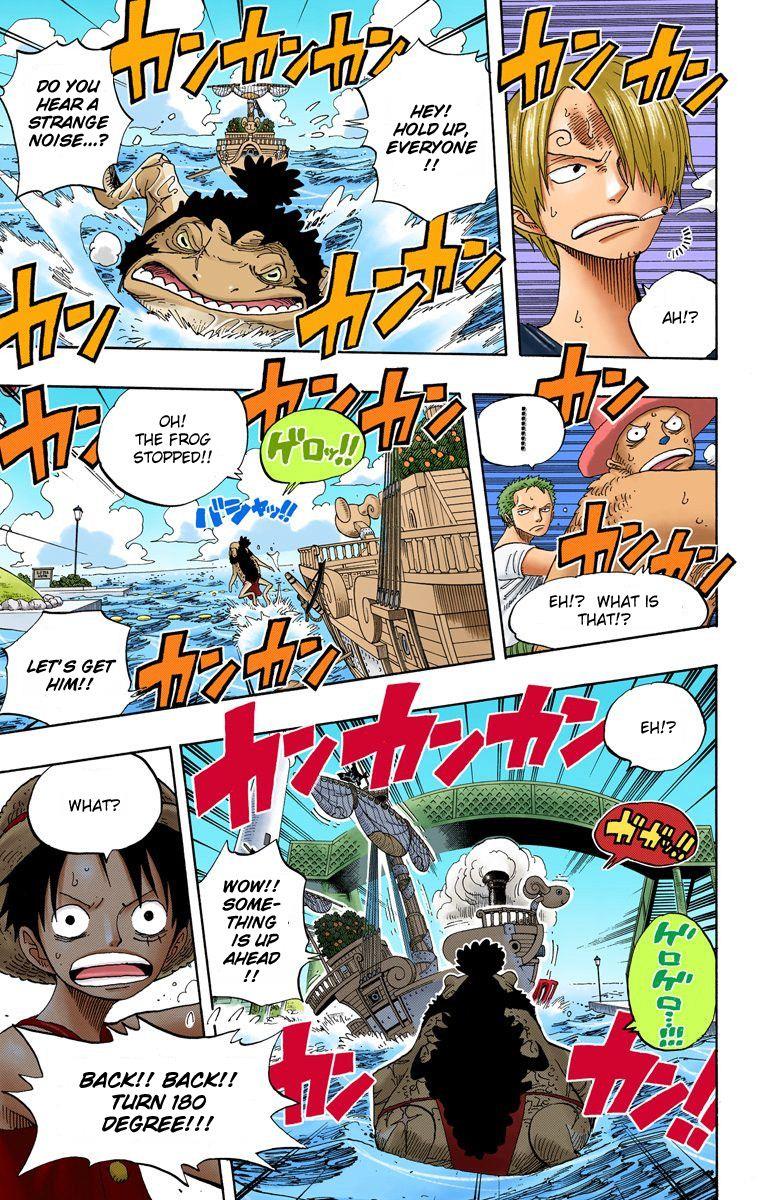 カンカン
AH!?
カンカンカン
HEY!
HOLD UP,
EVERYONE
!!
DO YOU
HEAR A
STRANGE
NOISE...?
カン
カンカン
カン
EH!? WHAT IS
THAT!?
カンカン
カン
カンカン
OH!
THE FROG
STOPPED!!
ゲロッ!!
バシャッ!!
LET'S GET
HIM!!
カンカン
EH!?
カンカンカン
ガガッ!!
WOW!!
SOME-
THING
IS UP
AHEAD
!!
ゲロ
ゲロ
…!!!
カン
カン!!
WHAT?
BACK!! BACK!!
TURN 180
DEGREE!!!